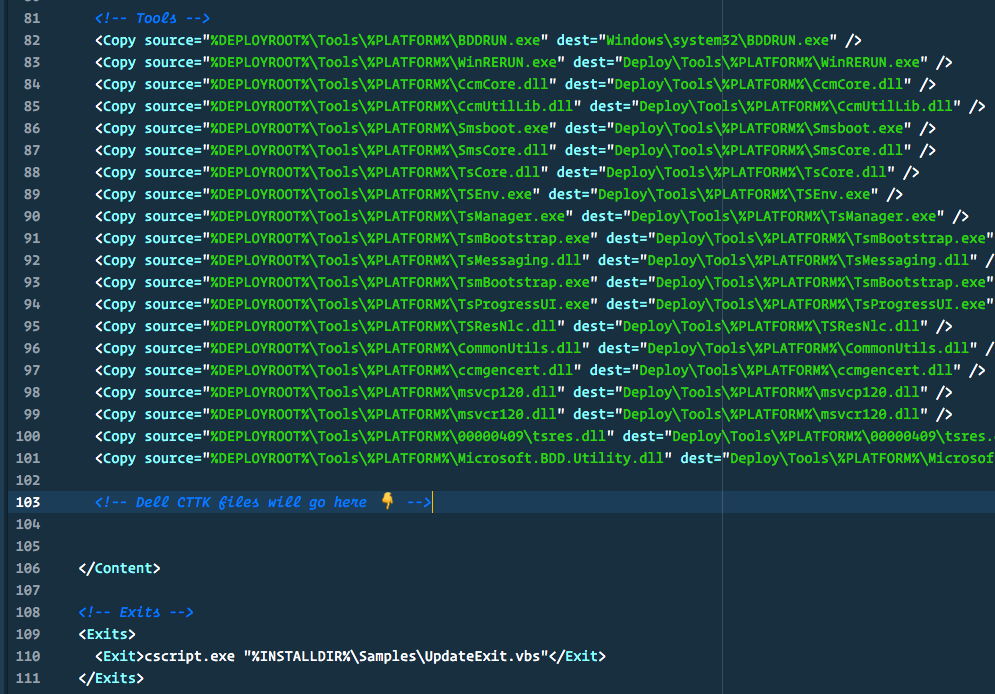 81 <!-- Tools -->
82 <Copy source="%DEPLOYROOT%\Tools\%PLATFORM%\BDDRUN.exe" dest="Windows\system32\BDDRUN.exe" />
83 <Copy source="%DEPLOYROOT%\Tools\%PLATFORM%\WinRERUN.exe" dest="Deploy\Tools\%PLATFORM%\WinRERUN.exe" />
84 <Copy source="%DEPLOYROOT%\Tools\%PLATFORM%\CcmCore.dll" dest="Deploy\Tools\%PLATFORM%\CcmCore.dll" />
85 <Copy source="%DEPLOYROOT%\Tools\%PLATFORM%\CcmUtilLib.dll" dest="Deploy\Tools\%PLATFORM%\CcmUtilLib.dll" />
86 <Copy source="%DEPLOYROOT%\Tools\%PLATFORM%\Smsboot.exe" dest="Deploy\Tools\%PLATFORM%\Smsboot.exe" />
87 <Copy source="%DEPLOYROOT%\Tools\%PLATFORM%\SmsCore.dll" dest="Deploy\Tools\%PLATFORM%\SmsCore.dll" />
88 <Copy source="%DEPLOYROOT%\Tools\%PLATFORM%\TsCore.dll" dest="Deploy\Tools\%PLATFORM%\TsCore.dll" />
89 <Copy source="%DEPLOYROOT%\Tools\%PLATFORM%\TSEnv.exe" dest="Deploy\Tools\%PLATFORM%\TSEnv.exe" />
90 <Copy source="%DEPLOYROOT%\Tools\%PLATFORM%\TsManager.exe" dest="Deploy\Tools\%PLATFORM%\TsManager.exe" />
91 <Copy source="%DEPLOYROOT%\Tools\%PLATFORM%\TsmBootstrap.exe" dest="Deploy\Tools\%PLATFORM%\TsmBootstrap.exe"
92 <Copy source="%DEPLOYROOT%\Tools\%PLATFORM%\TsMessaging.dll" dest="Deploy\Tools\%PLATFORM%\TsMessaging.dll" /
93 <Copy source="%DEPLOYROOT%\Tools\%PLATFORM%\TsmBootstrap.exe" dest="Deploy\Tools\%PLATFORM%\TsmBootstrap.exe"
94 <Copy source="%DEPLOYROOT%\Tools\%PLATFORM%\TsProgressUI.exe" dest="Deploy\Tools\%PLATFORM%\TsProgressUI.exe"
95 <Copy source="%DEPLOYROOT%\Tools\%PLATFORM%\TSResNlc.dll" dest="Deploy\Tools\%PLATFORM%\TSResNlc.dll" />
96 <Copy source="%DEPLOYROOT%\Tools\%PLATFORM%\CommonUtils.dll" dest="Deploy\Tools\%PLATFORM%\CommonUtils.dll" /
97 <Copy source="%DEPLOYROOT%\Tools\%PLATFORM%\ccmgencert.dll" dest="Deploy\Tools\%PLATFORM%\ccmgencert.dll" />
98 <Copy source="%DEPLOYROOT%\Tools\%PLATFORM%\msvcp120.dll" dest="Deploy\Tools\%PLATFORM%\msvcp120.dll" />
99 <Copy source="%DEPLOYROOT%\Tools\%PLATFORM%\msvcr120.dll" dest="Deploy\Tools\%PLATFORM%\msvcr120.dll" />
100 <Copy source="%DEPLOYROOT%\Tools\%PLATFORM%\00000409\tsres.dll" dest="Deploy\Tools\%PLATFORM%\00000409\tsres.
101 <Copy source="%DEPLOYROOT%\Tools\%PLATFORM%\Microsoft.BDD.Utility.dll" dest="Deploy\Tools\%PLATFORM%\Microsof
102
103 <!-- Dell CTTK files will go here 👇 -->
104
105
106 </Content>
107
108 <!-- Exits -->
109 <Exits>
110 <Exit>cscript.exe "%INSTALLDIR%\Samples\UpdateExit.vbs"</Exit>
111 </Exits>